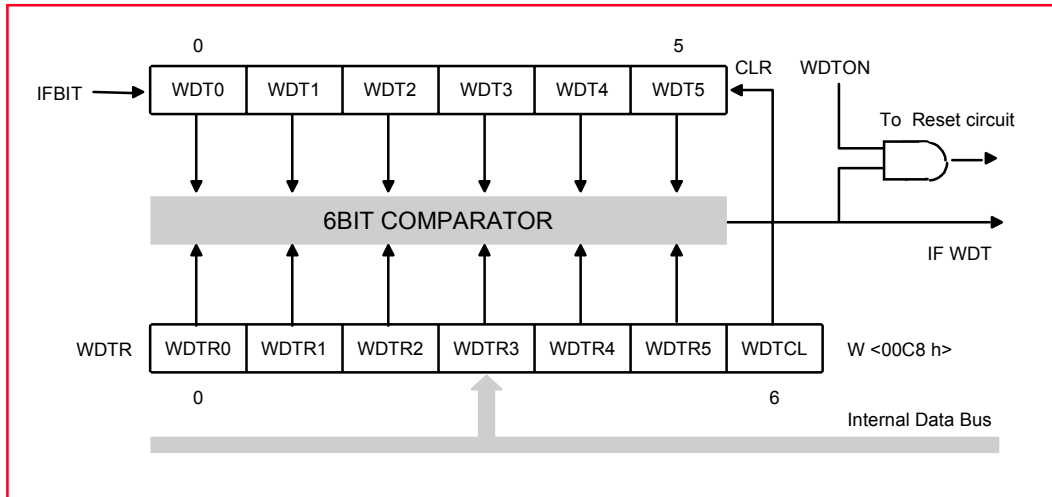 0 5
CLR WDTON
IFBIT WDT0 WDT1 WDT2 WDT3 WDT4 WDT5
To Reset circuit
6BIT COMPARATOR
IF WDT
WDTR WDTR0 WDTR1 WDTR2 WDTR3 WDTR4 WDTR5 WDTCL W <00C8 h>
0 6
Internal Data Bus